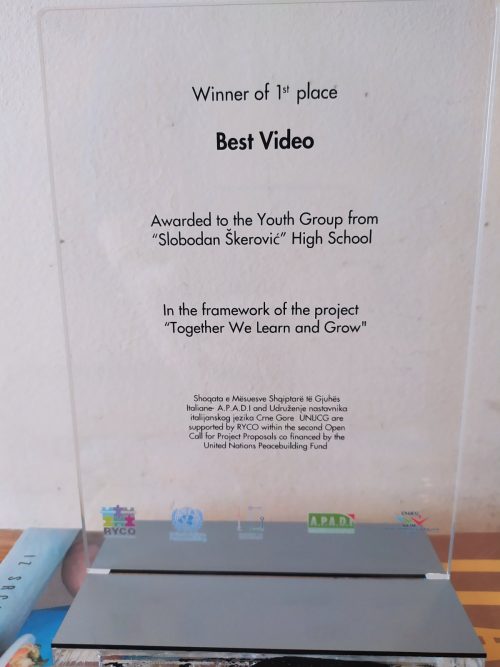 Winner of 1st place
Best Video
Awarded to the Youth Group from
“Slobodan Škerović” High School
In the framework of the project
“Together We Learn and Grow"
Shoqata e Mësuesve Shqiptarë të Gjuhës
Italiane- A.P.A.D.I and Udruženje nastavnika
italijanskog jezika Crne Gore UNIJCG are
supported by RYCO within the second Open
Call for Project Proposals co financed by the
United Nations Peacebuilding Fund
RYCO
A.P.A.D.I